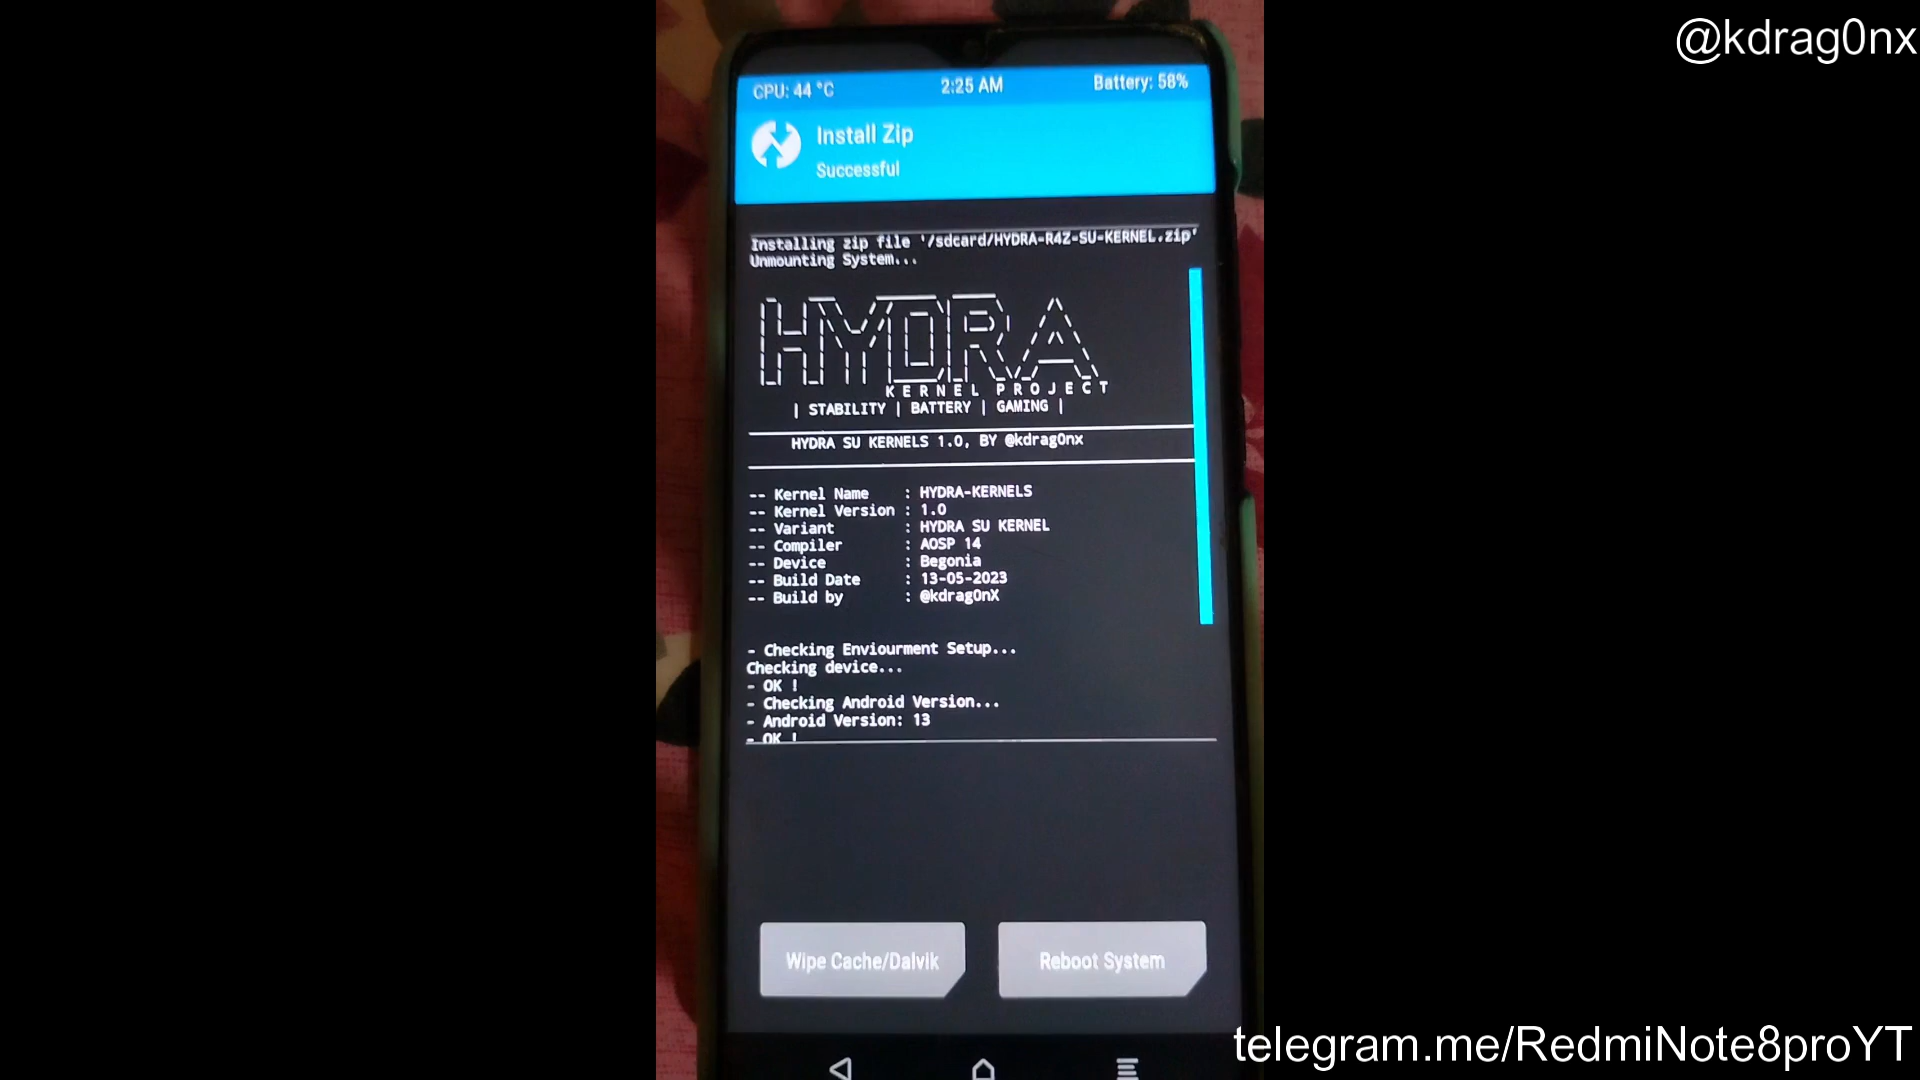 @kdrag0nx
CPU: 44 °C 2:25 AM Battery: 58%
Install Zip
Successful
Installing zip file '/sdcard/HYDRA-R4Z-SU-KERNEL.zip'
Unmounting System...
HYDRA
KERNEL PROJECT
| STABILITY | BATTERY | GAMING |
HYDRA SU KERNELS 1.0, BY @kdrag0nx
-- Kernel Name : HYDRA-KERNELS
-- Kernel Version : 1.0
-- Variant : HYDRA SU KERNEL
-- Compiler : AOSP 14
-- Device : Begonia
-- Build Date : 13-05-2023
-- Build by : @kdrag0nX
- Checking Enviourment Setup...
Checking device...
- OK !
- Checking Android Version...
- Android Version: 13
- OK !
Wipe Cache/Dalvik
Reboot System
telegram.me/RedmiNote8proYT